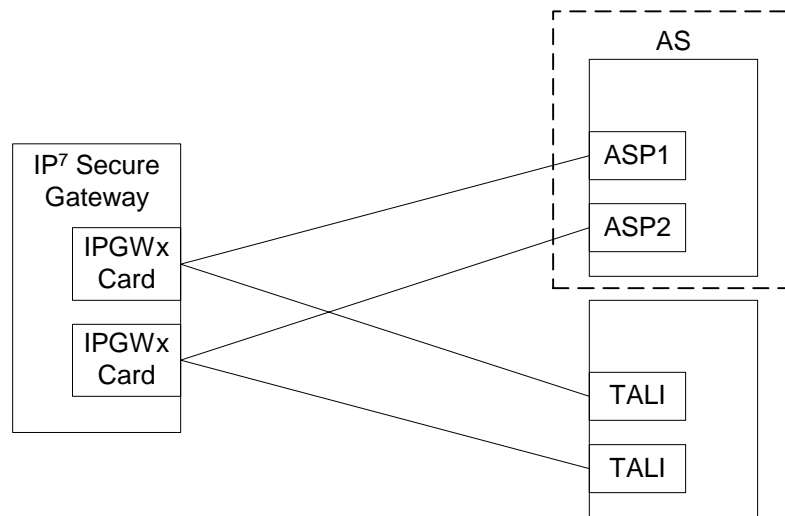 AS
IP⁷ Secure
Gateway
IPGWx
Card
IPGWx
Card
ASP1
ASP2
TALI
TALI